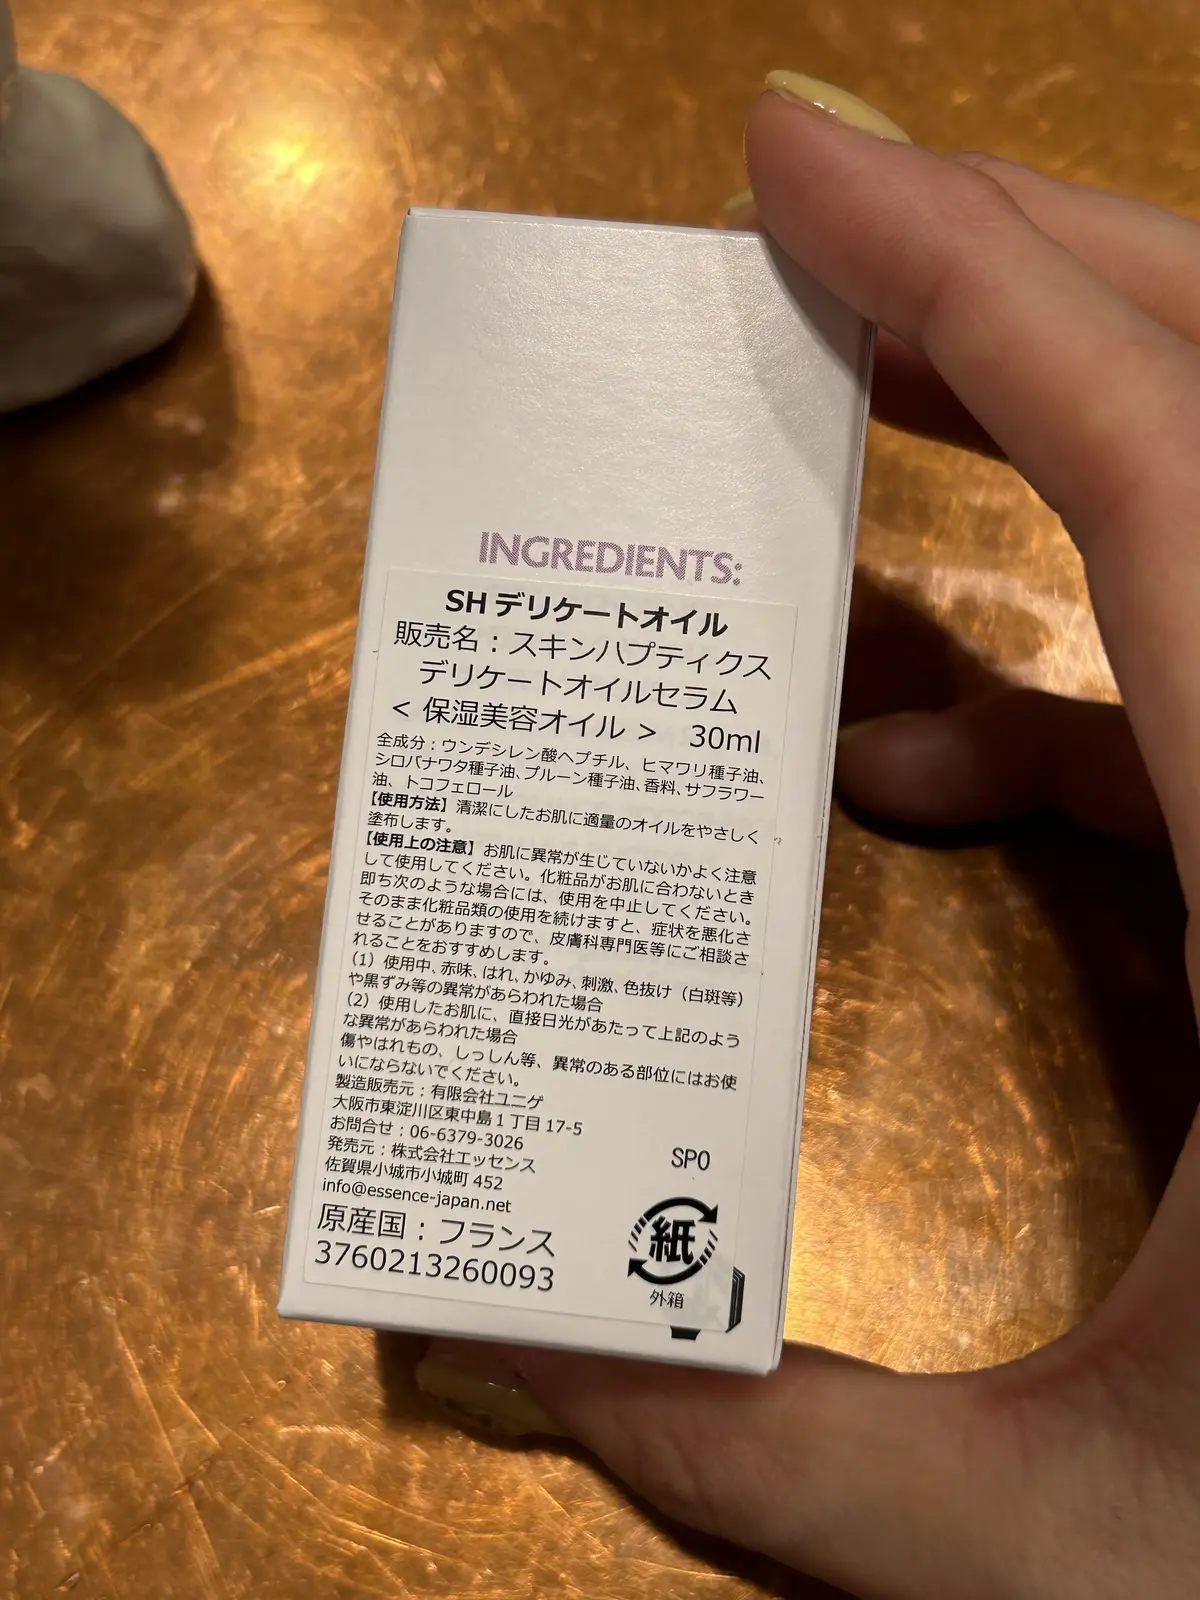 INGREDIENTS:
SH デリケートオイル
販売名：スキンハプティクス
デリケートオイルセラム
< 保湿美容オイル >　30ml
全成分：ウンデシレン酸ヘプチル、ヒマワリ種子油、
シロバナワタ種子油、プルーン種子油、香料、サフラワー
油、トコフェロール
【使用方法】清潔にしたお肌に適量のオイルをやさしく
塗布します。
【使用上の注意】お肌に異常が生じていないかよく注意
して使用してください。化粧品がお肌に合わないとき
即ち次のような場合には、使用を中止してください。
そのまま化粧品類の使用を続けますと、症状を悪化さ
せることがありますので、皮膚科専門医等にご相談さ
れることをおすすめします。
（1）使用中、赤味、はれ、かゆみ、刺激、色抜け（白斑等）
や黒ずみ等の異常があらわれた場合
（2）使用したお肌に、直接日光があたって上記のよう
な異常があらわれた場合
傷やはれもの、しっしん等、異常のある部位にはお使
いにならないでください。
製造販売元：有限会社ユニゲ
大阪市東淀川区東中島１丁目 17-5
お問合せ：06-6379-3026
発売元：株式会社エッセンス
佐賀県小城市小城町 452
info@essence-japan.net
原産国：フランス
3760213260093
SPO
紙
外箱